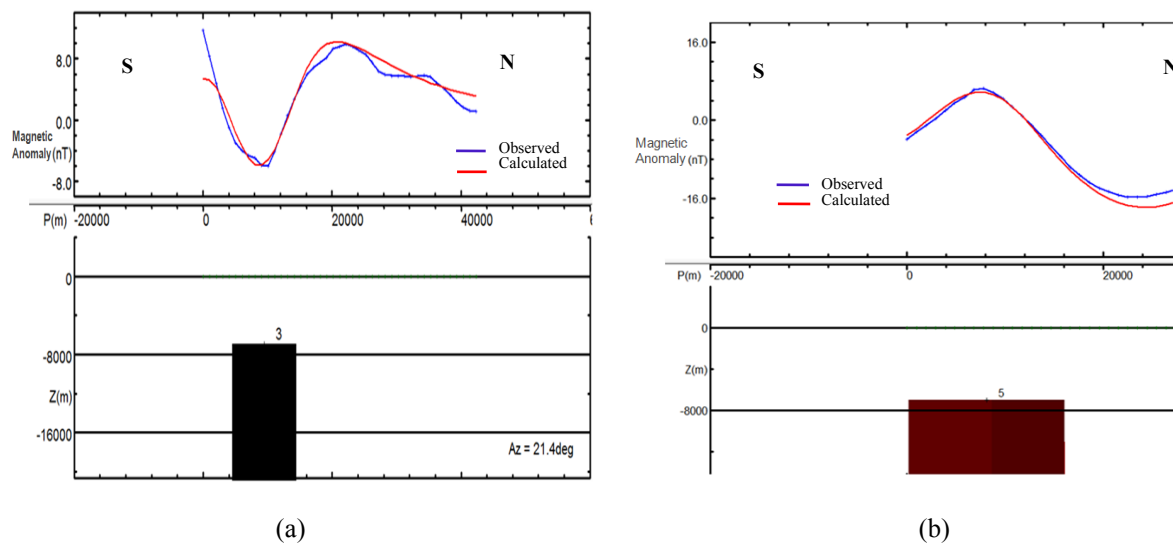 8.0
S
N
0.0
Magnetic
Anomaly (nT)
Observed
Calculated
-8.0
P(m) -20000 0 20000 40000 6
0
3
-8000
Z(m)
-16000
Az = 21.4deg
(a)
16.0
S
N
0.0
Magnetic
Anomaly (nT)
Observed
Calculated
-16.0
P(m) -20000 0 20000
0
Z(m)
5
-8000
(b)